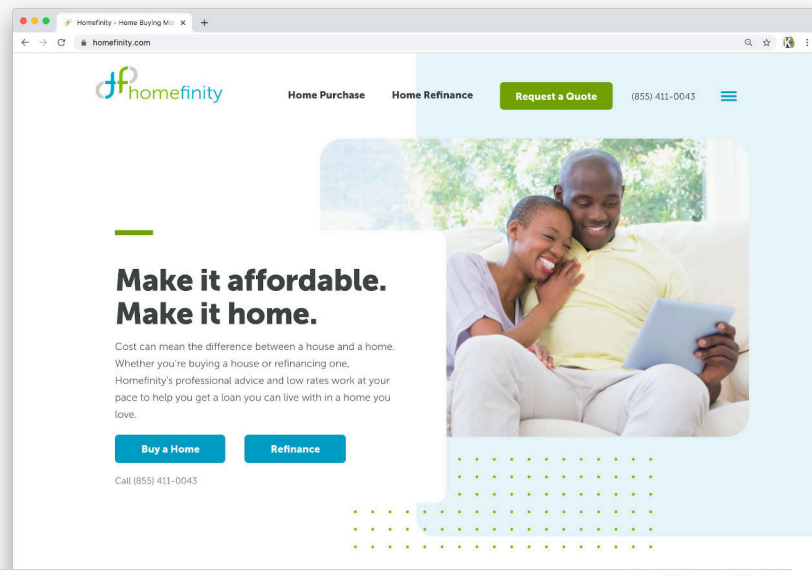 Homefinity - Home Buying Mor
homefinity.com
homefinity
Home Purchase
Home Refinance
Request a Quote
(855) 411-0043
Make it affordable.
Make it home.
Cost can mean the difference between a house and a home.
Whether you're buying a house or refinancing one,
Homefinity's professional advice and low rates work at your
pace to help you get a loan you can live with in a home you
love.
Buy a Home
Refinance
Call (855) 411-0043